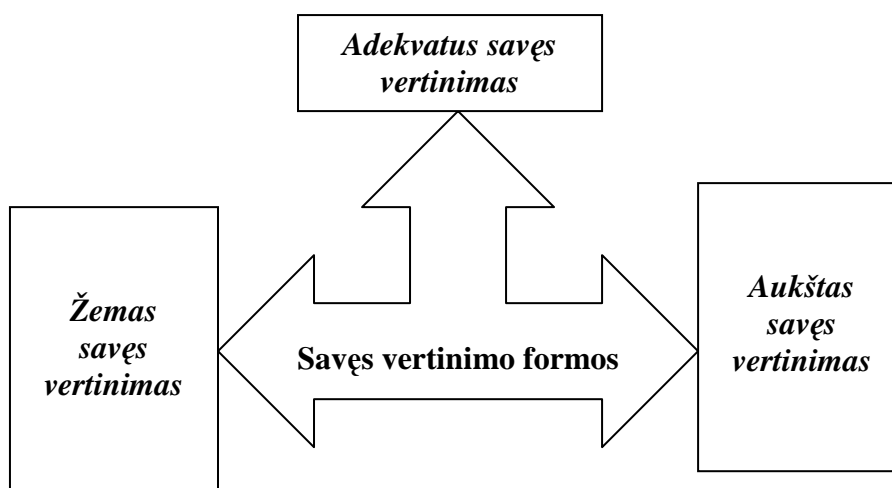 Adekvatus savęs
vertinimas
Žemas
savęs
vertinimas
Savęs vertinimo formos
Aukštas
savęs
vertinimas